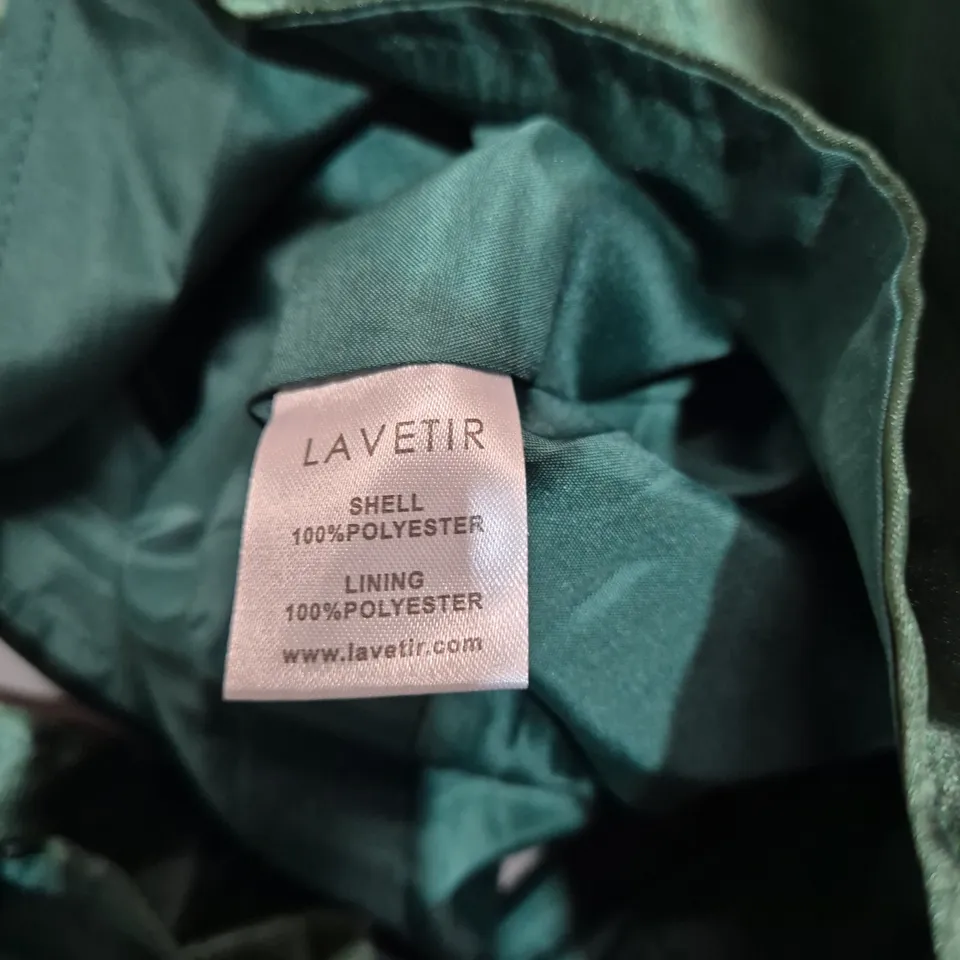 LAVETIR
SHELL
100%POLYESTER
LINING
100%POLYESTER
www.lavetir.com